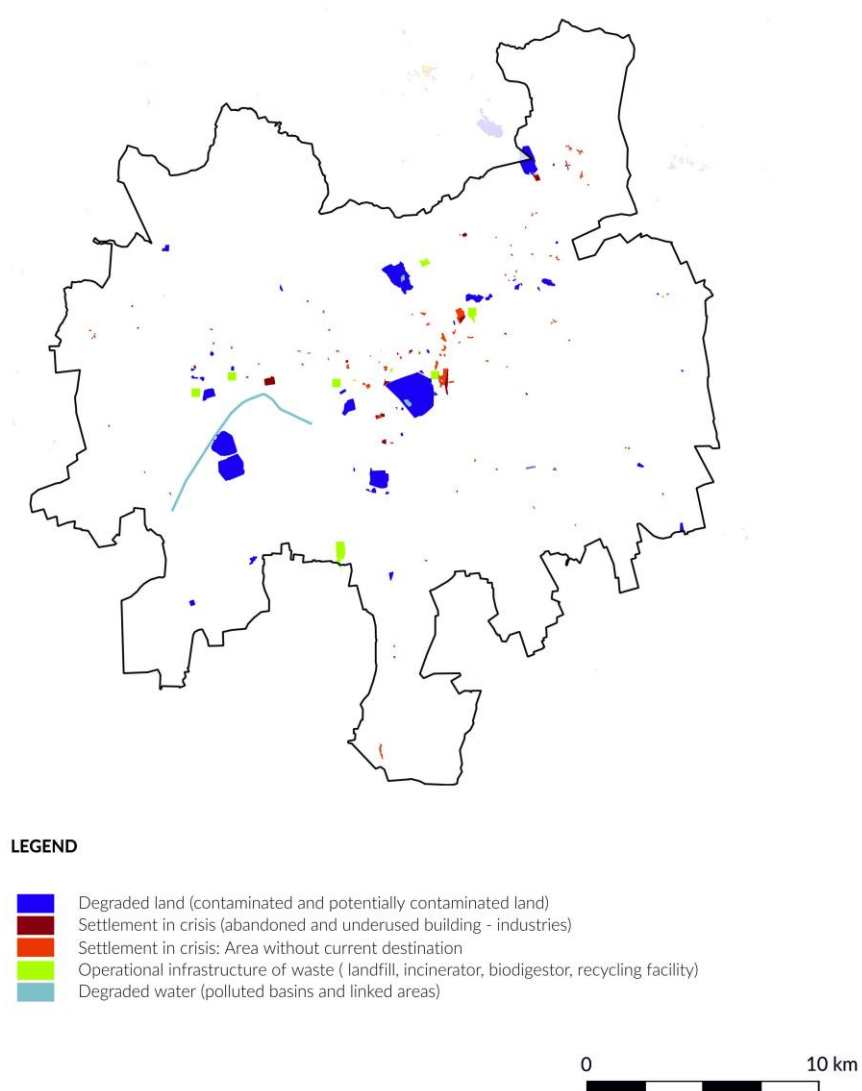 LEGEND
Degraded land (contaminated and potentially contaminated land)
Settlement in crisis (abandoned and underused building - industries)
Settlement in crisis: Area without current destination
Operational infrastructure of waste ( landfill, incinerator, biodigestor, recycling facility)
Degraded water (polluted basins and linked areas)
0 10 km